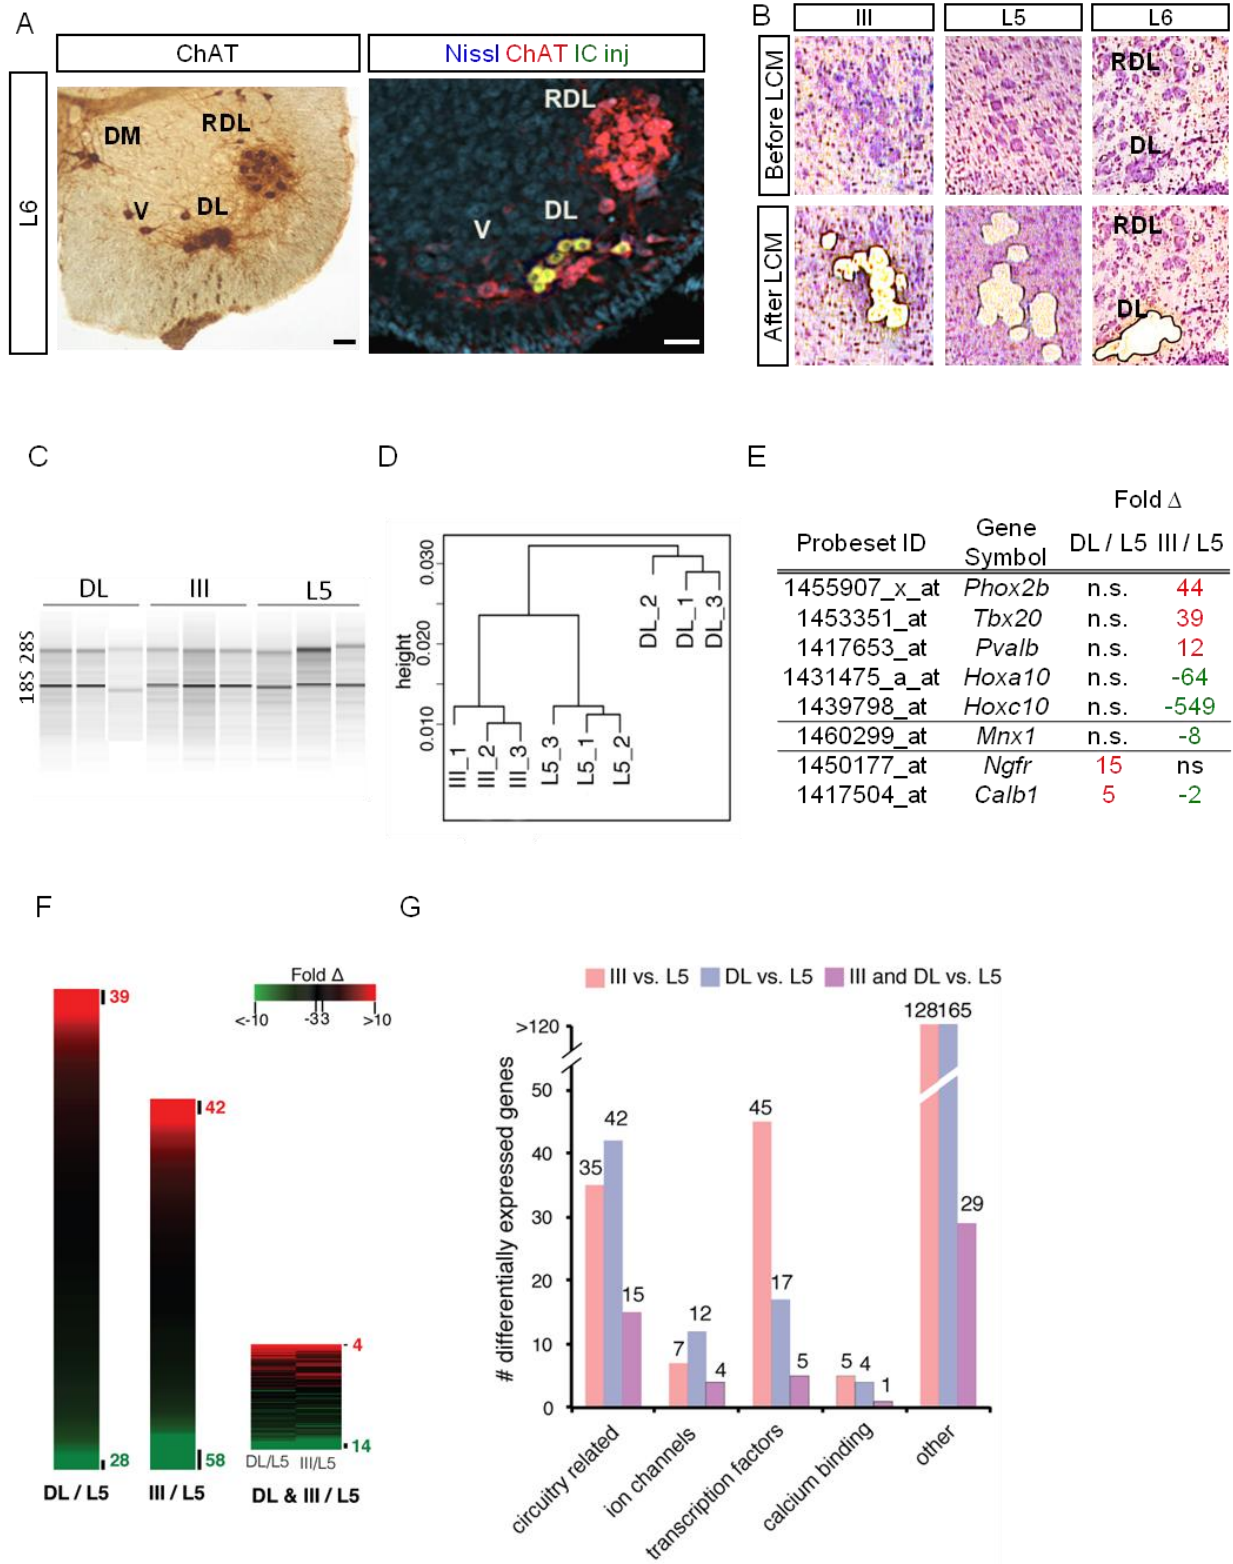 A
ChAT
Nissl ChAT IC inj
L6
DM
RDL
V
DL
RDL
DL
V
B
III
L5
L6
Before LCM
RDL
DL
After LCM
RDL
DL
C
DL
III
L5
28S
18S
D
height
0.030
0.020
0.010
DL_2
DL_1
DL_3
III_1
III_2
III_3
L5_3
L5_1
L5_2
E
Fold Δ
Probeset ID Gene Symbol DL / L5 III / L5
1455907_x_at Phox2b n.s. 44
1453351_at Tbx20 n.s. 39
1417653_at Pvalb n.s. 12
1431475_a_at Hoxa10 n.s. -64
1439798_at Hoxc10 n.s. -549
1460299_at Mnx1 n.s. -8
1450177_at Ngfr 15 ns
1417504_at Calb1 5 -2
F
39
28
DL / L5
42
58
III / L5
Fold Δ
<-10 -33 >10
4
14
DL/L5 III/L5
DL & III / L5
G
III vs. L5 DL vs. L5 III and DL vs. L5
# differentially expressed genes
>120
50
40
30
20
10
0
35 42 15
7 12 4
45 17 5
5 4 1
128 165 29
circuitry related
ion channels
transcription factors
calcium binding
other